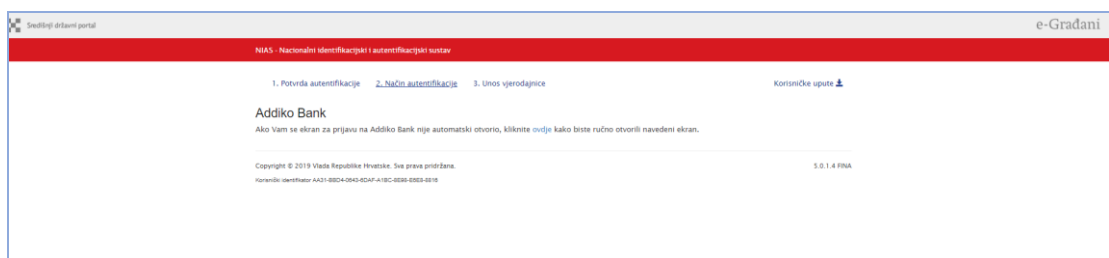 Središnji državni portal
e-Građani
NIAS - Nacionalni identifikacijski i autentifikacijski sustav
1. Potvrda autentifikacije 2. Način autentifikacije 3. Unos vjerodajnice Korisničke upute
Addiko Bank
Ako Vam se ekran za prijavu na Addiko Bank nije automatski otvorio, kliknite ovdje kako biste ručno otvorili navedeni ekran.
Copyright © 2019 Vlada Republike Hrvatske. Sva prava pridržana. 5.0.1.4 FINA
Korisnički identifikator